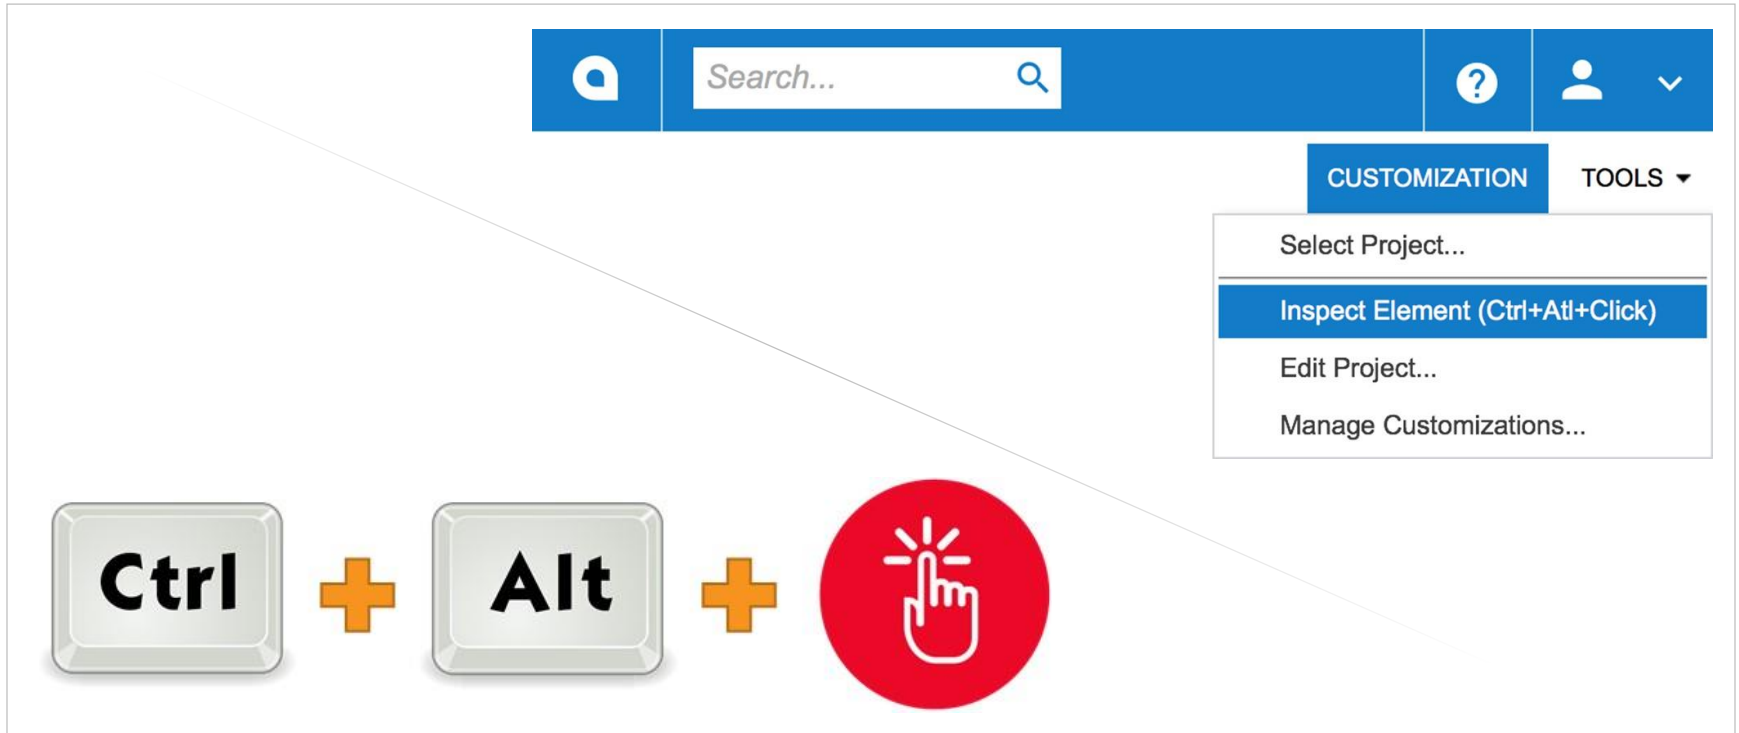 Search...
?
CUSTOMIZATION TOOLS
Select Project...
Inspect Element (Ctrl+Atl+Click)
Edit Project...
Manage Customizations...
Ctrl + Alt +